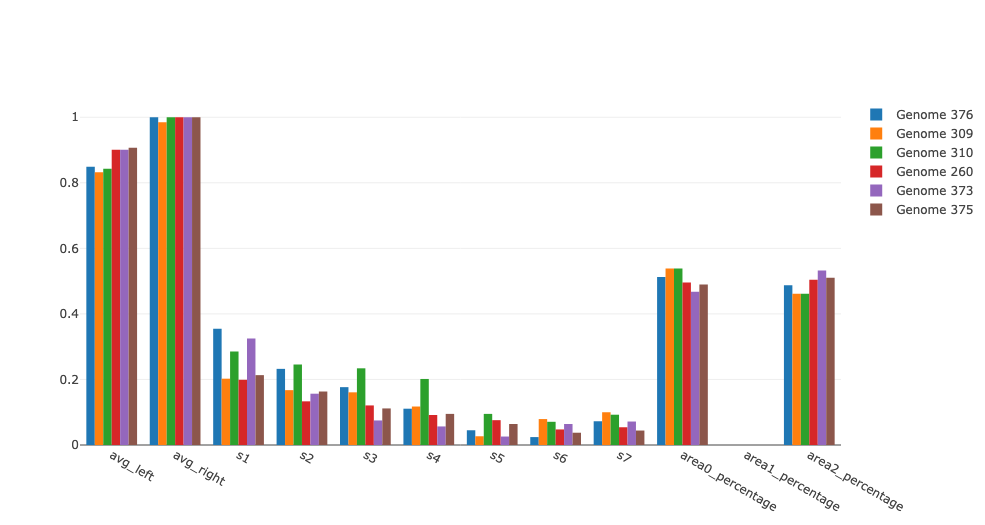 1
0.8
0.6
0.4
0.2
0
avg_left
avg_right
s1
s2
s3
s4
s5
s6
s7
area0_percentage
area1_percentage
area2_percentage
Genome 376
Genome 309
Genome 310
Genome 260
Genome 373
Genome 375